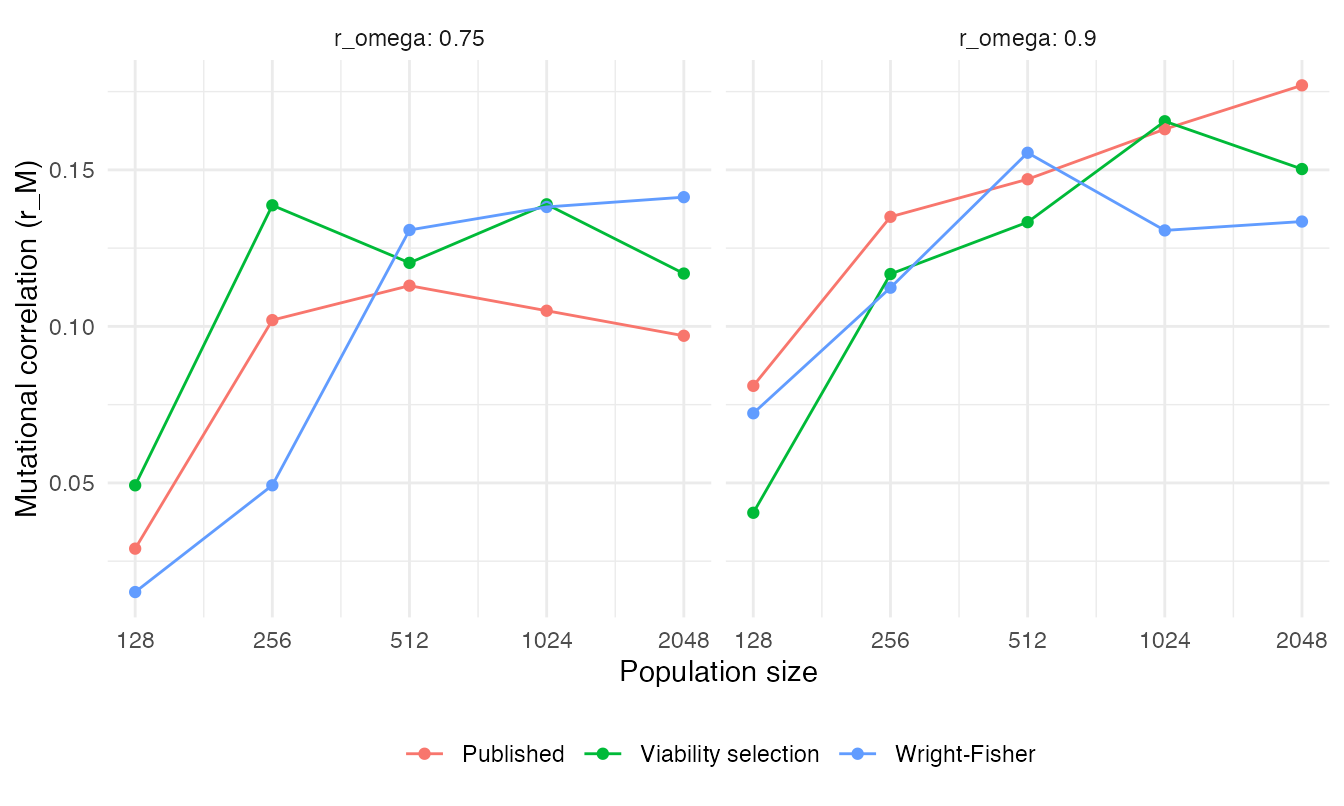 r_omega: 0.75 r_omega: 0.9
Mutational correlation (r_M)
0.15
0.10
0.05
128 256 512 1024 2048 128 256 512 1024 2048
Population size
Published Viability selection Wright-Fisher